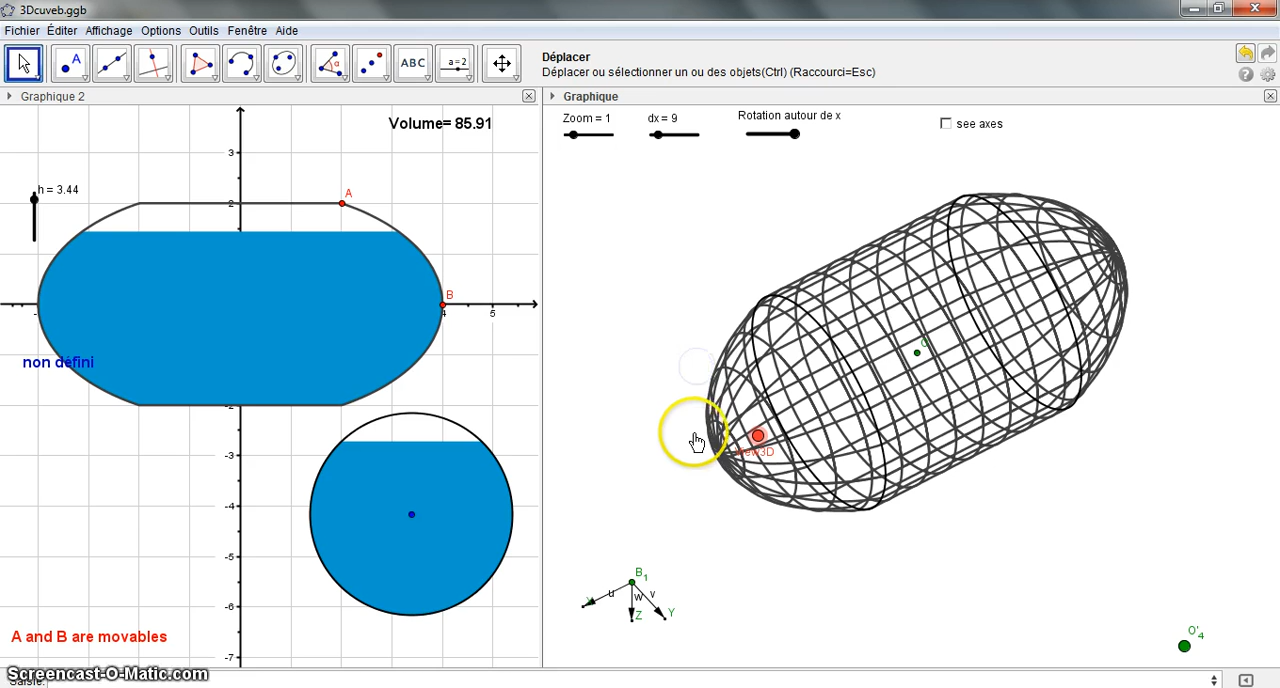 3Dcuveb.ggb
Fichier Éditer Affichage Options Outils Fenêtre Aide
A
α
ABC
a=2
Déplacer
Déplacer ou sélectionner un ou des objets(Ctrl) (Raccourci=Esc)
Graphique 2
Graphique
Volume= 85.91
Zoom = 1
dx = 9
Rotation autour de x
see axes
3
h = 3.44
A
2
B
4
5
non défini
-2
-3
-4
-5
-6
-7
view3D
B1
u
v
w
Z
Y
O'4
A and B are movables
Screencast-O-Matic.com
Saisie: